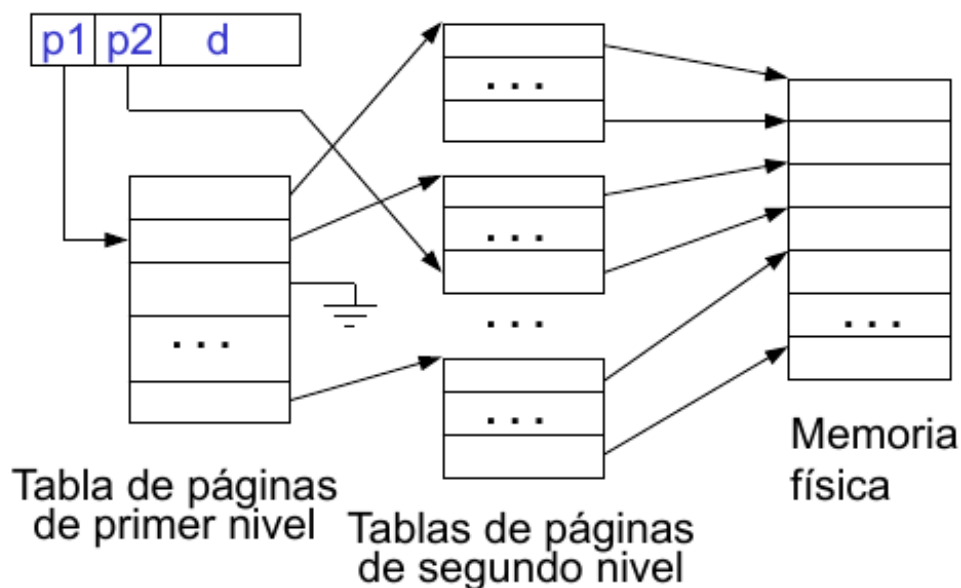 p1 p2 d
...
...
...
...
...
...
Tabla de páginas
de primer nivel
Tablas de páginas
de segundo nivel
Memoria
física